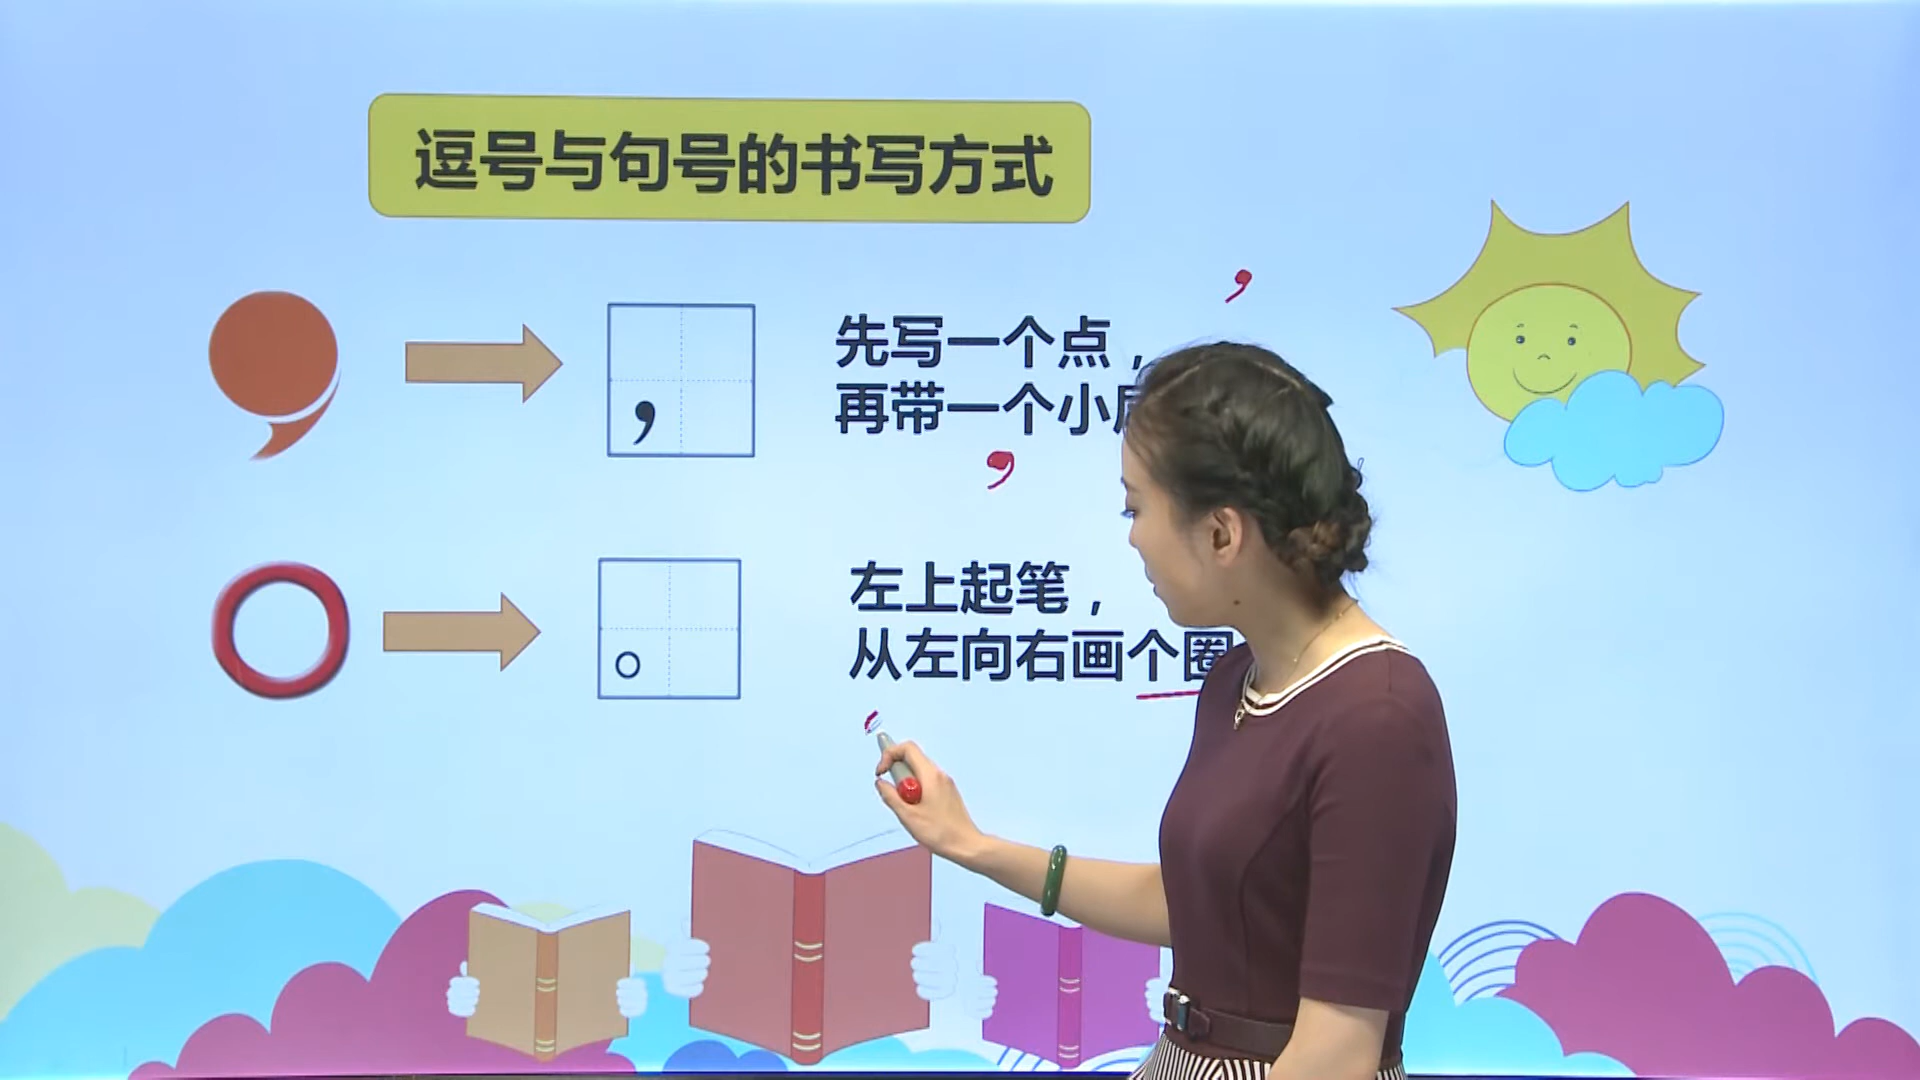 逗号与句号的书写方式
，
先写一个点，
再带一个小
，
，
左上起笔，
从左向右画个圈
。